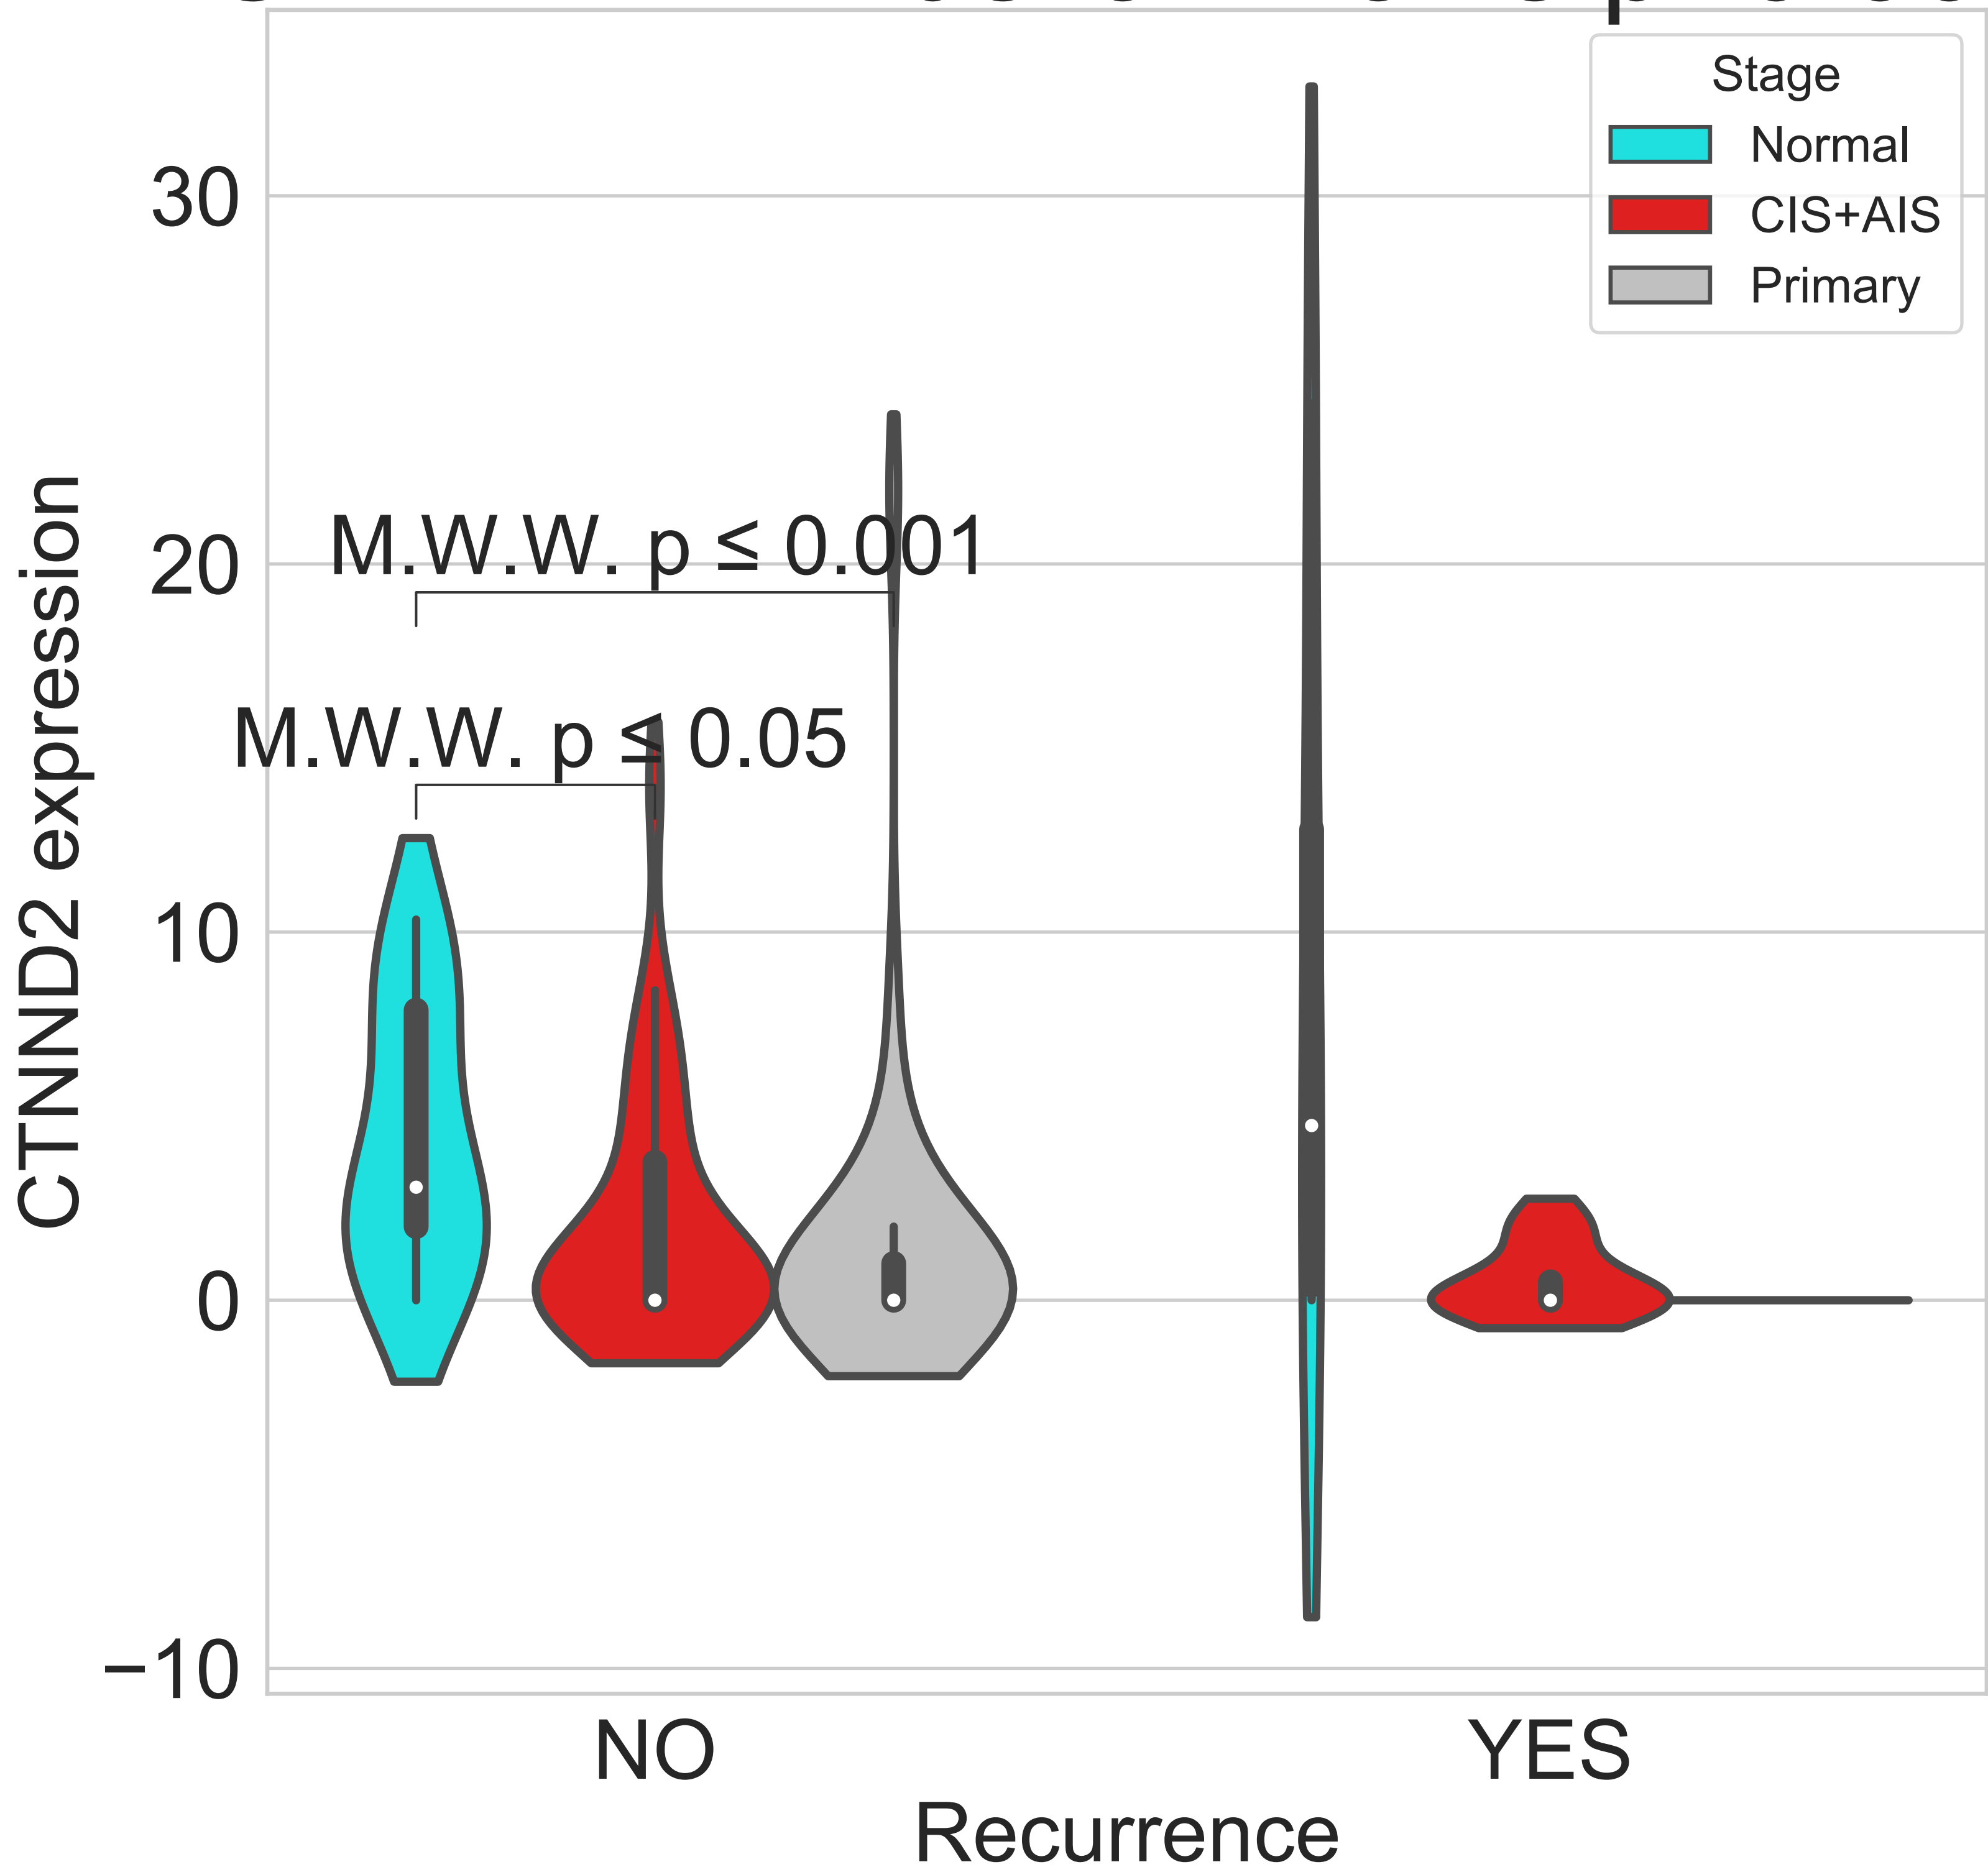 Stage
Normal
CIS+AIS
Primary
30
20
10
0
−10
CTNND2 expression
M.W.W. p ≤ 0.001
M.W.W. p ≤ 0.05
NO
YES
Recurrence